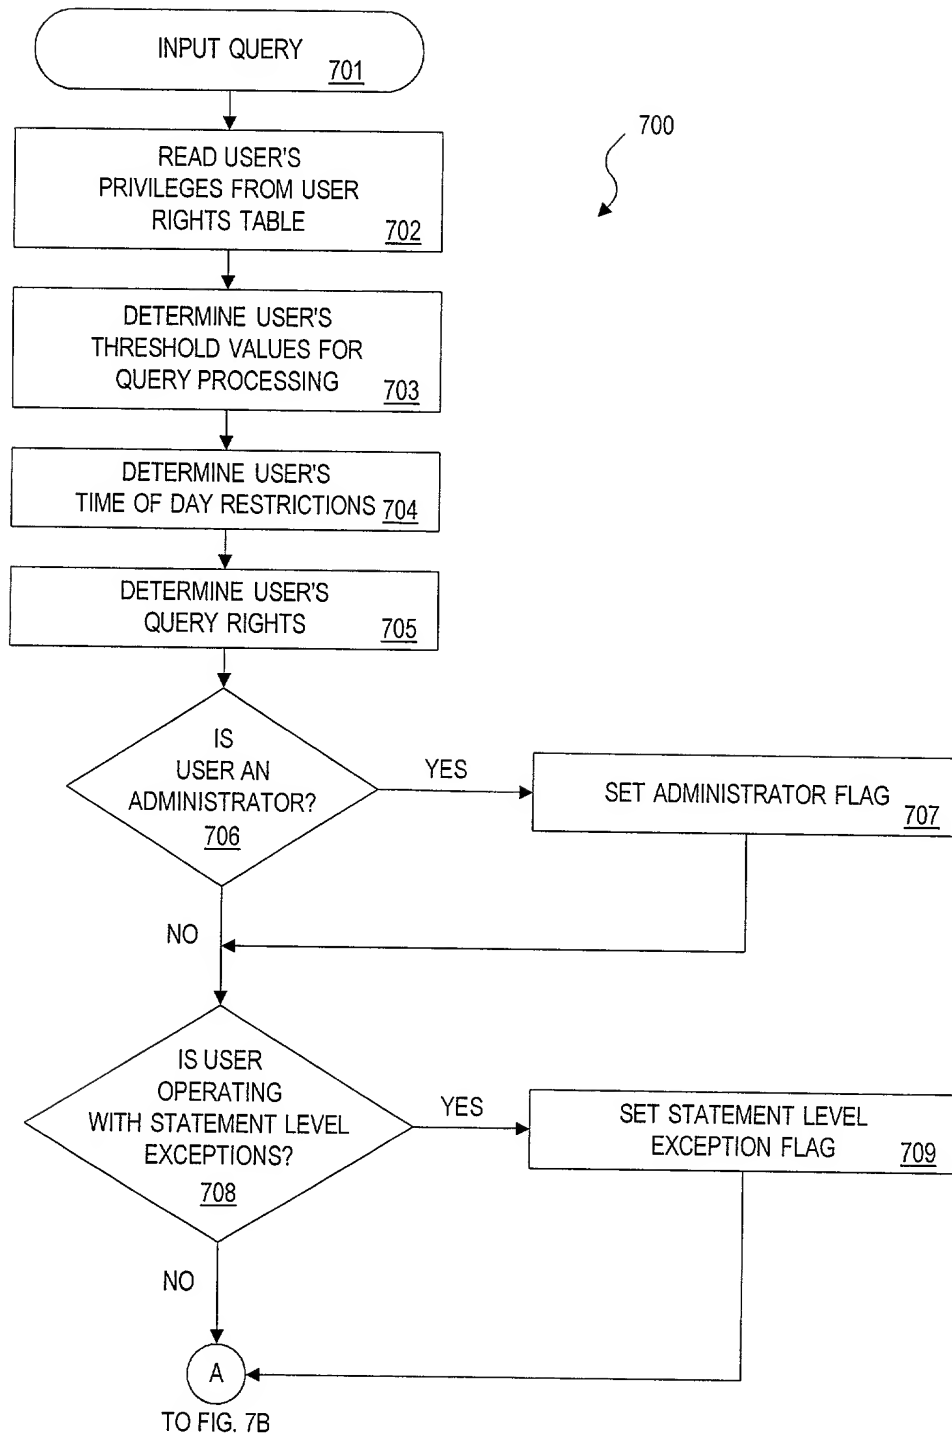 INPUT QUERY
701
700
READ USER'S
PRIVILEGES FROM USER
RIGHTS TABLE
702
DETERMINE USER'S
THRESHOLD VALUES FOR
QUERY PROCESSING
703
DETERMINE USER'S
TIME OF DAY RESTRICTIONS
704
DETERMINE USER'S
QUERY RIGHTS
705
IS
USER AN
ADMINISTRATOR?
706
YES
SET ADMINISTRATOR FLAG
707
NO
IS USER
OPERATING
WITH STATEMENT LEVEL
EXCEPTIONS?
708
YES
SET STATEMENT LEVEL
EXCEPTION FLAG
709
NO
A
TO FIG. 7B